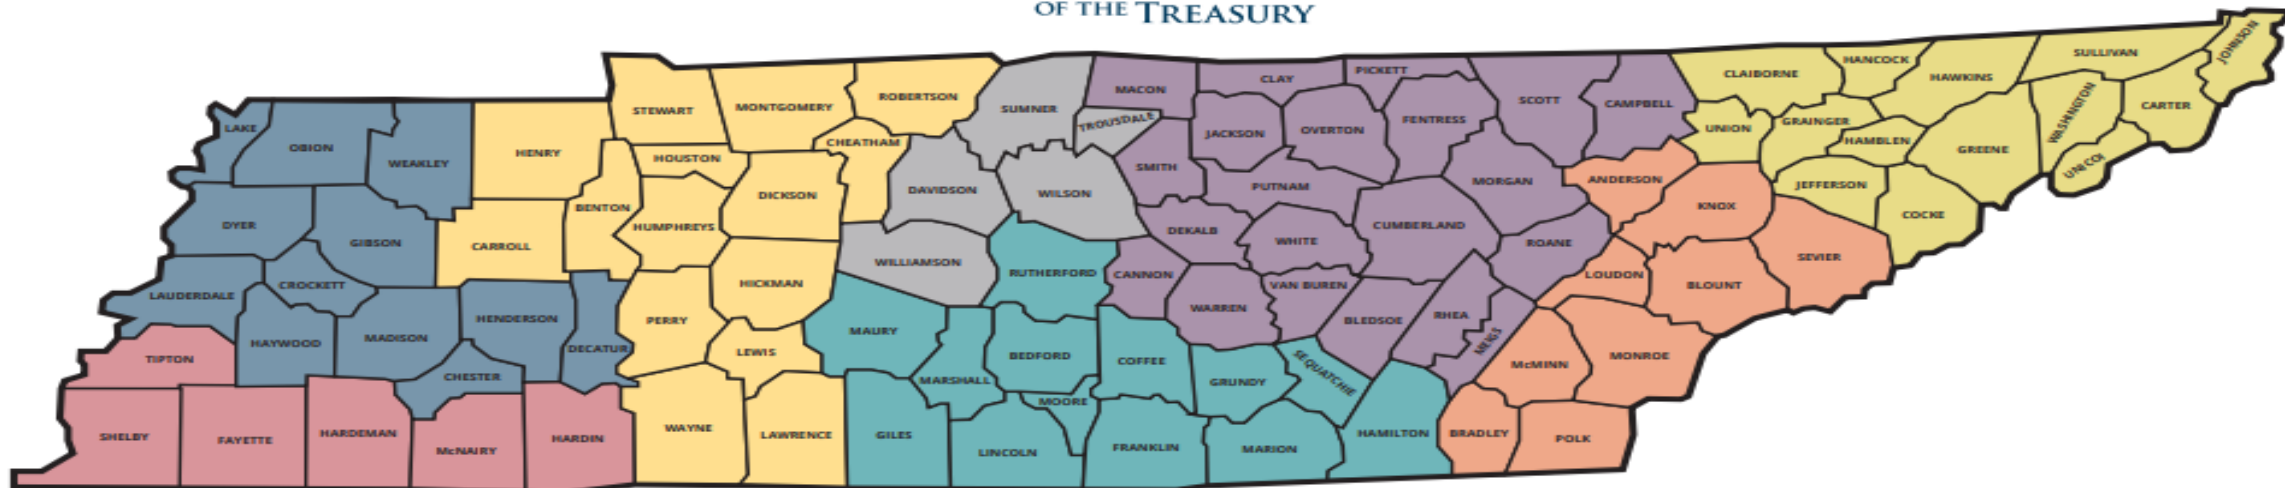 OF THE TREASURY
JOHNSON
SULLIVAN
HANCOCK
HAWKINS
CLAIBORNE
CARTER
WASHINGTON
UNICOI
GREENE
GRAINGER
HAMBLEN
UNION
JEFFERSON
COCKE
CAMPBELL
SCOTT
PICKETT
CLAY
MACON
FENTRESS
OVERTON
JACKSON
TROUSDALE
SUMNER
ROBERTSON
MONTGOMERY
STEWART
HENRY
WEAKLEY
OBION
LAKE
CHEATHAM
HOUSTON
DICKSON
DAVIDSON
WILSON
SMITH
PUTNAM
MORGAN
ANDERSON
KNOX
SEVIER
BLOUNT
LOUDON
ROANE
CUMBERLAND
WHITE
DEKALB
CANNON
RUTHERFORD
WILLIAMSON
HUMPHREYS
BENTON
CARROLL
GIBSON
DYER
LAUDERDALE
CROCKETT
HAYWOOD
MADISON
HENDERSON
DECATUR
CHESTER
PERRY
HICKMAN
LEWIS
MAURY
MARSHALL
BEDFORD
COFFEE
WARREN
VAN BUREN
BLEDSOE
RHEA
MEIGS
McMINN
MONROE
SEQUATCHIE
GRUNDY
MOORE
TIPTON
SHELBY
FAYETTE
HARDEMAN
McNAIRY
HARDIN
WAYNE
LAWRENCE
GILES
LINCOLN
FRANKLIN
MARION
HAMILTON
BRADLEY
POLK